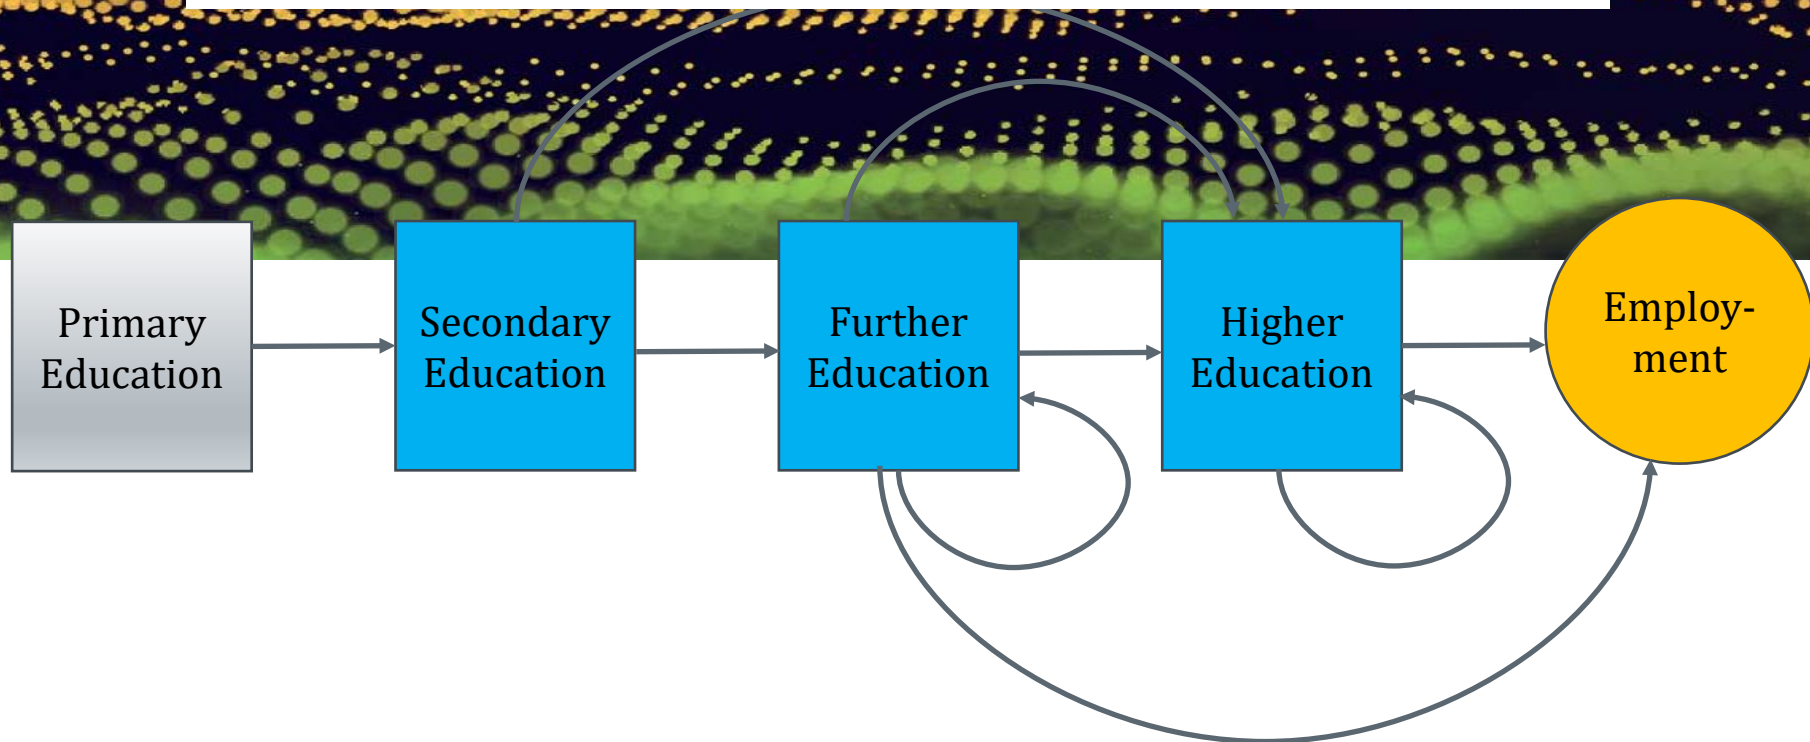 Primary
Education
Secondary
Education
Further
Education
Higher
Education
Employ-
ment